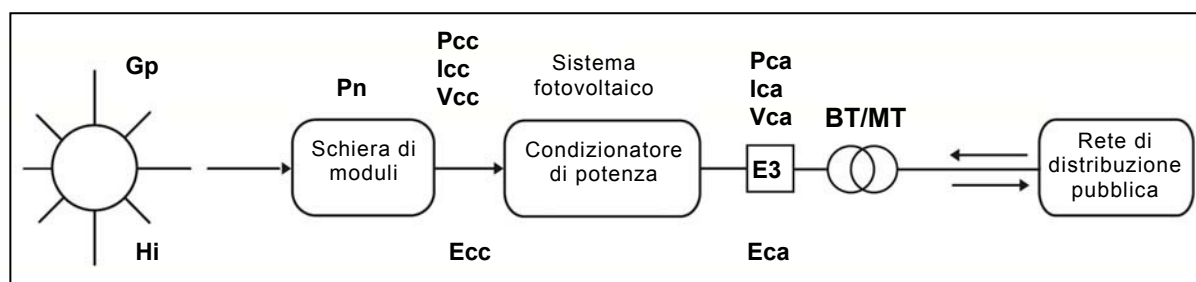 Gp
Hi
Pn
Schiera di
moduli
Pcc
Icc
Vcc
Ecc
Sistema
fotovoltaico
Condizionatore
di potenza
Pca
Ica
Vca
E3
Eca
BT/MT
Rete di
distribuzione
pubblica